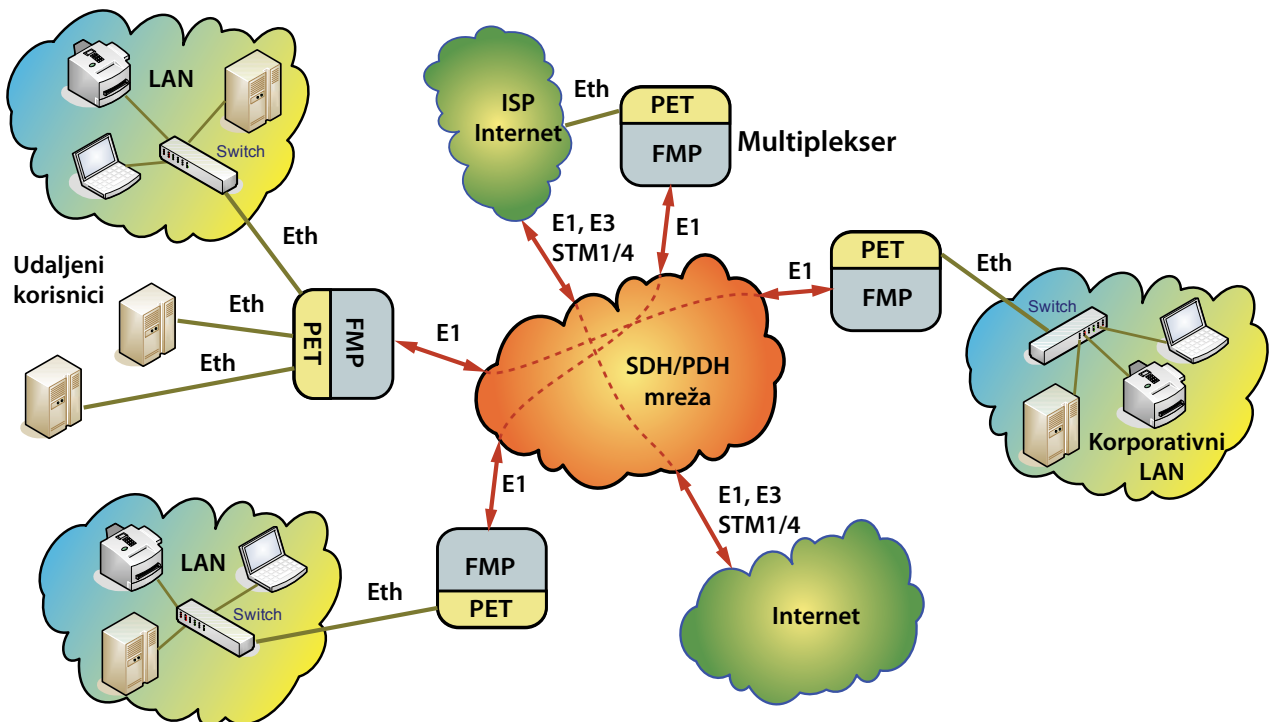 LAN
Switch
Eth
Udaljeni
korisnici
Eth
Eth
PET
FMP
E1
ISP
Internet
Eth
PET
FMP
Multiplekser
E1, E3
STM1/4
E1
SDH/PDH
mreža
E1
PET
FMP
Eth
Switch
Korporativni
LAN
E1
FMP
PET
Eth
LAN
Switch
E1, E3
STM1/4
Internet